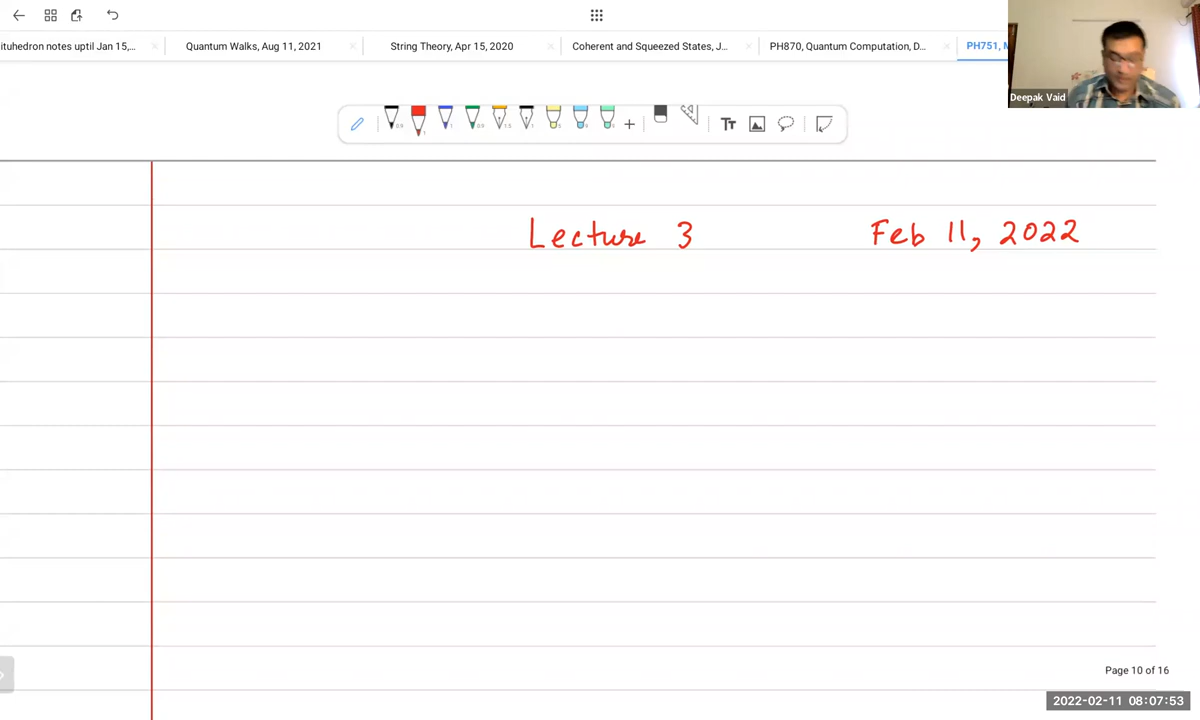 ituhedron notes uptil Jan 15,...
Quantum Walks, Aug 11, 2021
String Theory, Apr 15, 2020
Coherent and Squeezed States, J...
PH870, Quantum Computation, D...
PH751, M
Deepak Vaid
Tт
Lecture 3 Feb 11, 2022
Page 10 of 16
2022-02-11 08:07:53